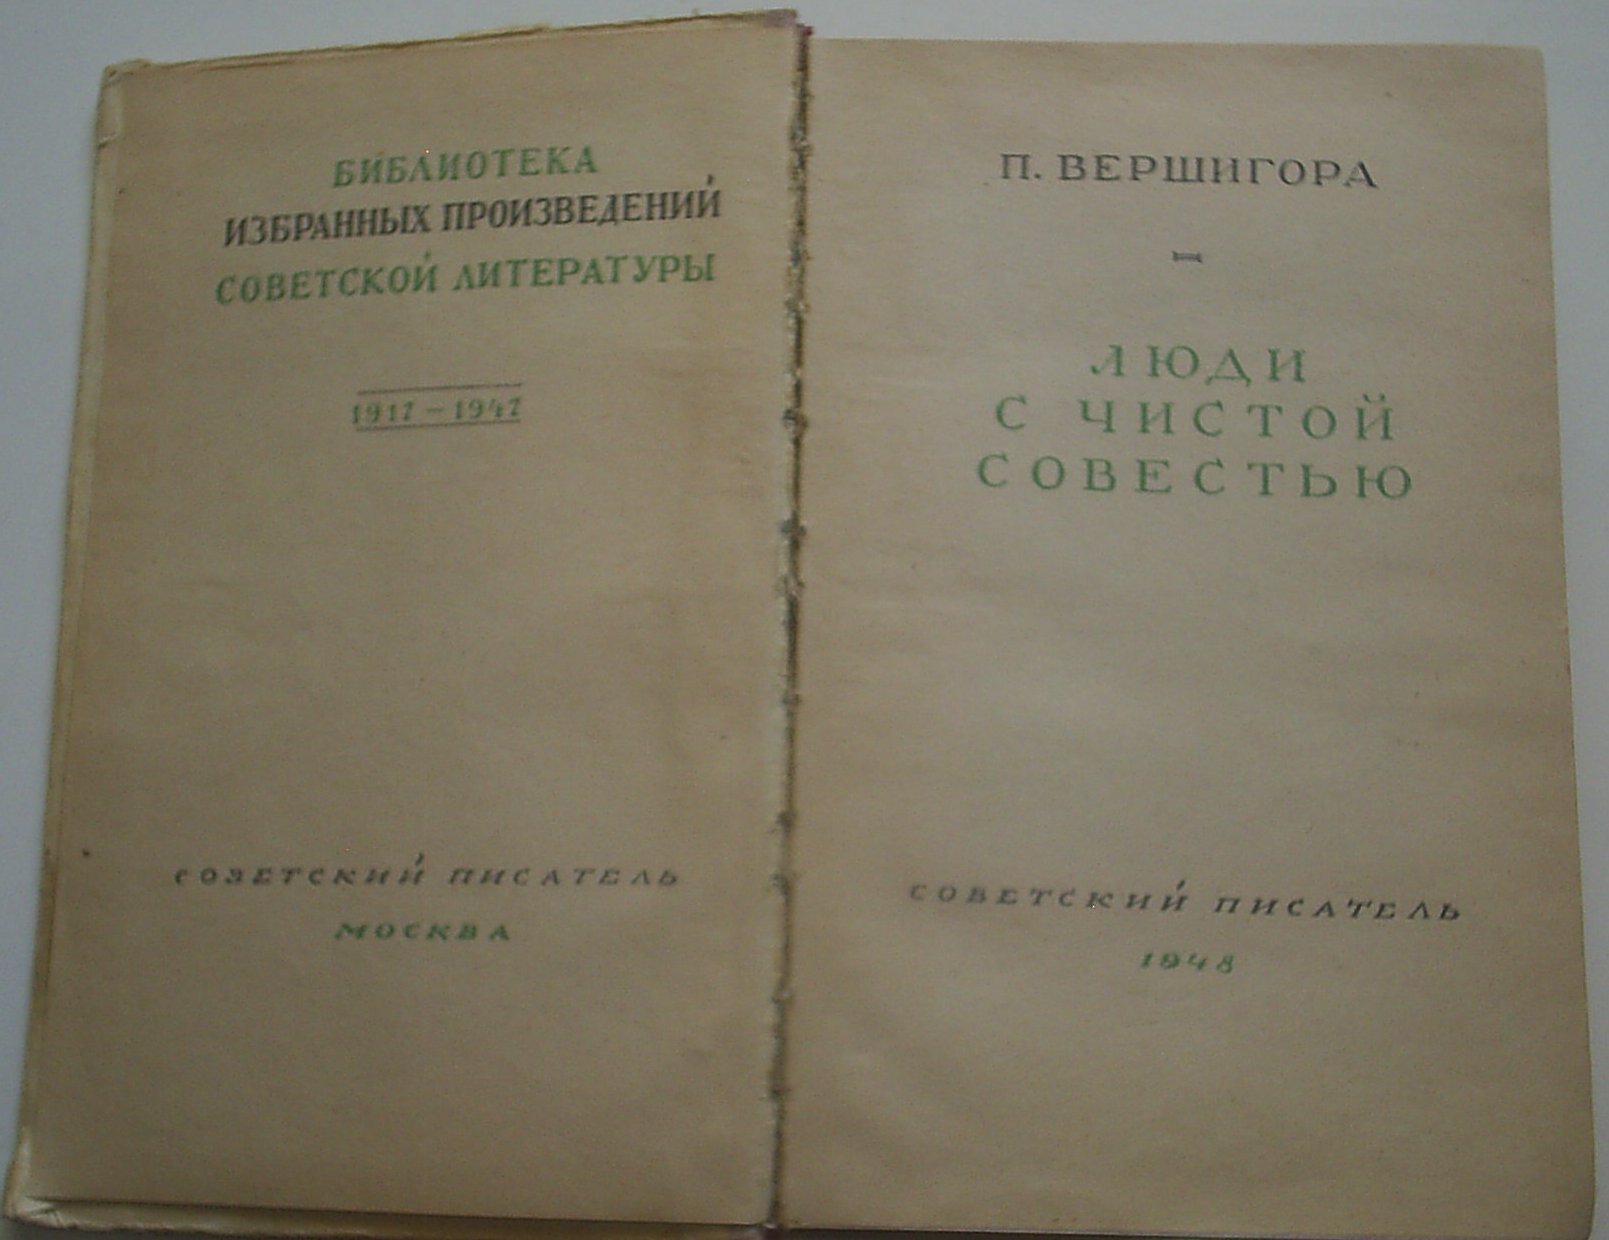 БИБЛИОТЕКА
ИЗБРАННЫХ ПРОИЗВЕДЕНИЙ
СОВЕТСКОЙ ЛИТЕРАТУРЫ
1917 – 1947
СОВЕТСКИЙ ПИСАТЕЛЬ
МОСКВА
П. ВЕРШИГОРА
ЛЮДИ
С ЧИСТОЙ
СОВЕСТЬЮ
СОВЕТСКИЙ ПИСАТЕЛЬ
1948